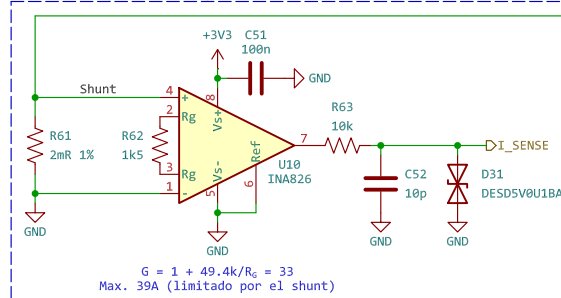 +3V3
C51
100n
GND
Shunt
4
+
2
Rg
8
Vs+
R63
10k
R61
2mR 1%
R62
1k5
7
I_SENSE
3
Rg
1
-
Vs-
5
Ref
6
U10
INA826
C52
10p
D31
DESD5V0U1BA
GND
GND
GND
GND
G = 1 + 49.4k/RG = 33
Max. 39A (limitado por el shunt)